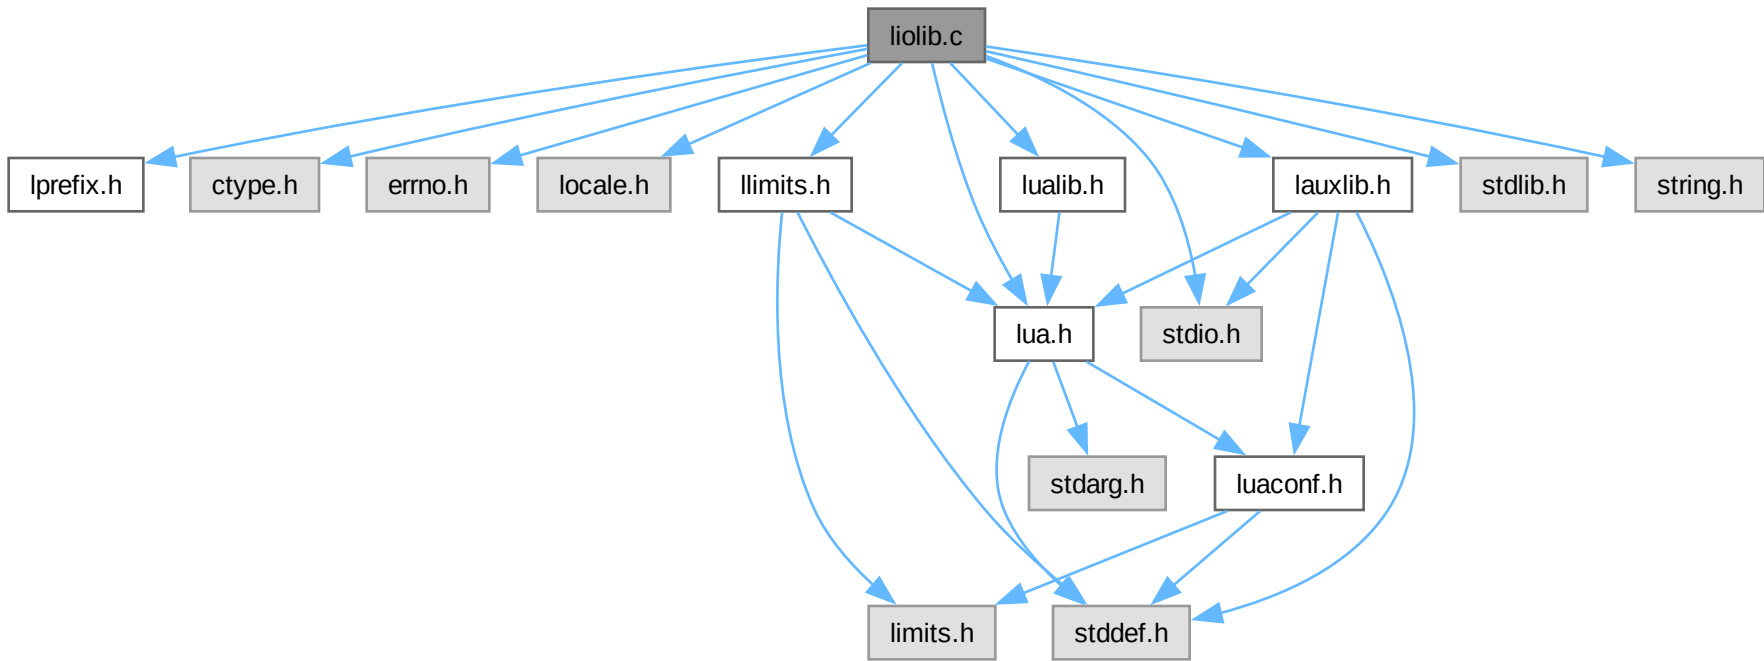 liolib.c
lprefix.h
ctype.h
errno.h
locale.h
llimits.h
lualib.h
lauxlib.h
stdlib.h
string.h
lua.h
stdio.h
stdarg.h
luaconf.h
limits.h
stddef.h